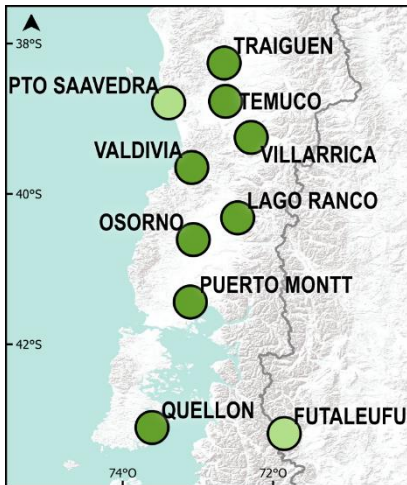 38°S
TRAIGUEN
PTO SAAVEDRA
TEMUCO
VALDIVIA
VILLARRICA
40°S
LAGO RANCO
OSORNO
PUERTO MONTT
42°S
QUELLON
FUTALEUFU
74°O
72°O